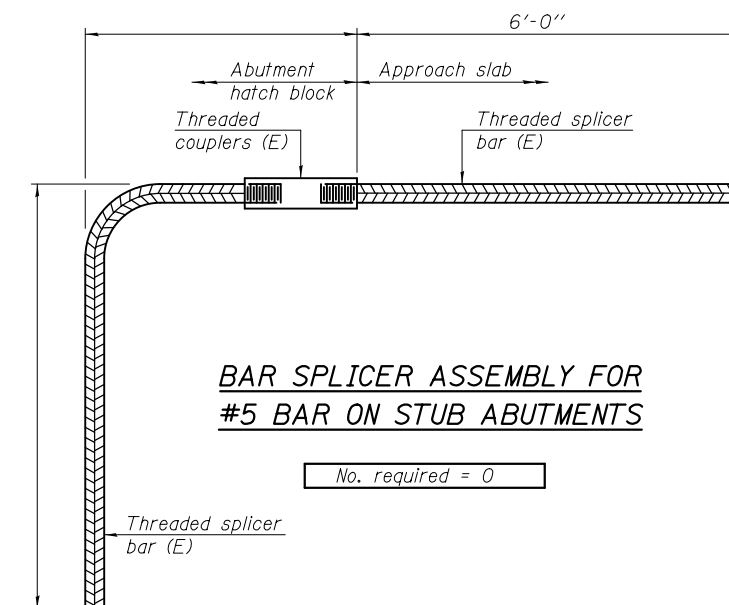 6'-0"
Abutment
hatch block
Approach slab
Threaded
couplers (E)
Threaded splicer
bar (E)
BAR SPLICER ASSEMBLY FOR
#5 BAR ON STUB ABUTMENTS
No. required = 0
Threaded splicer
bar (E)